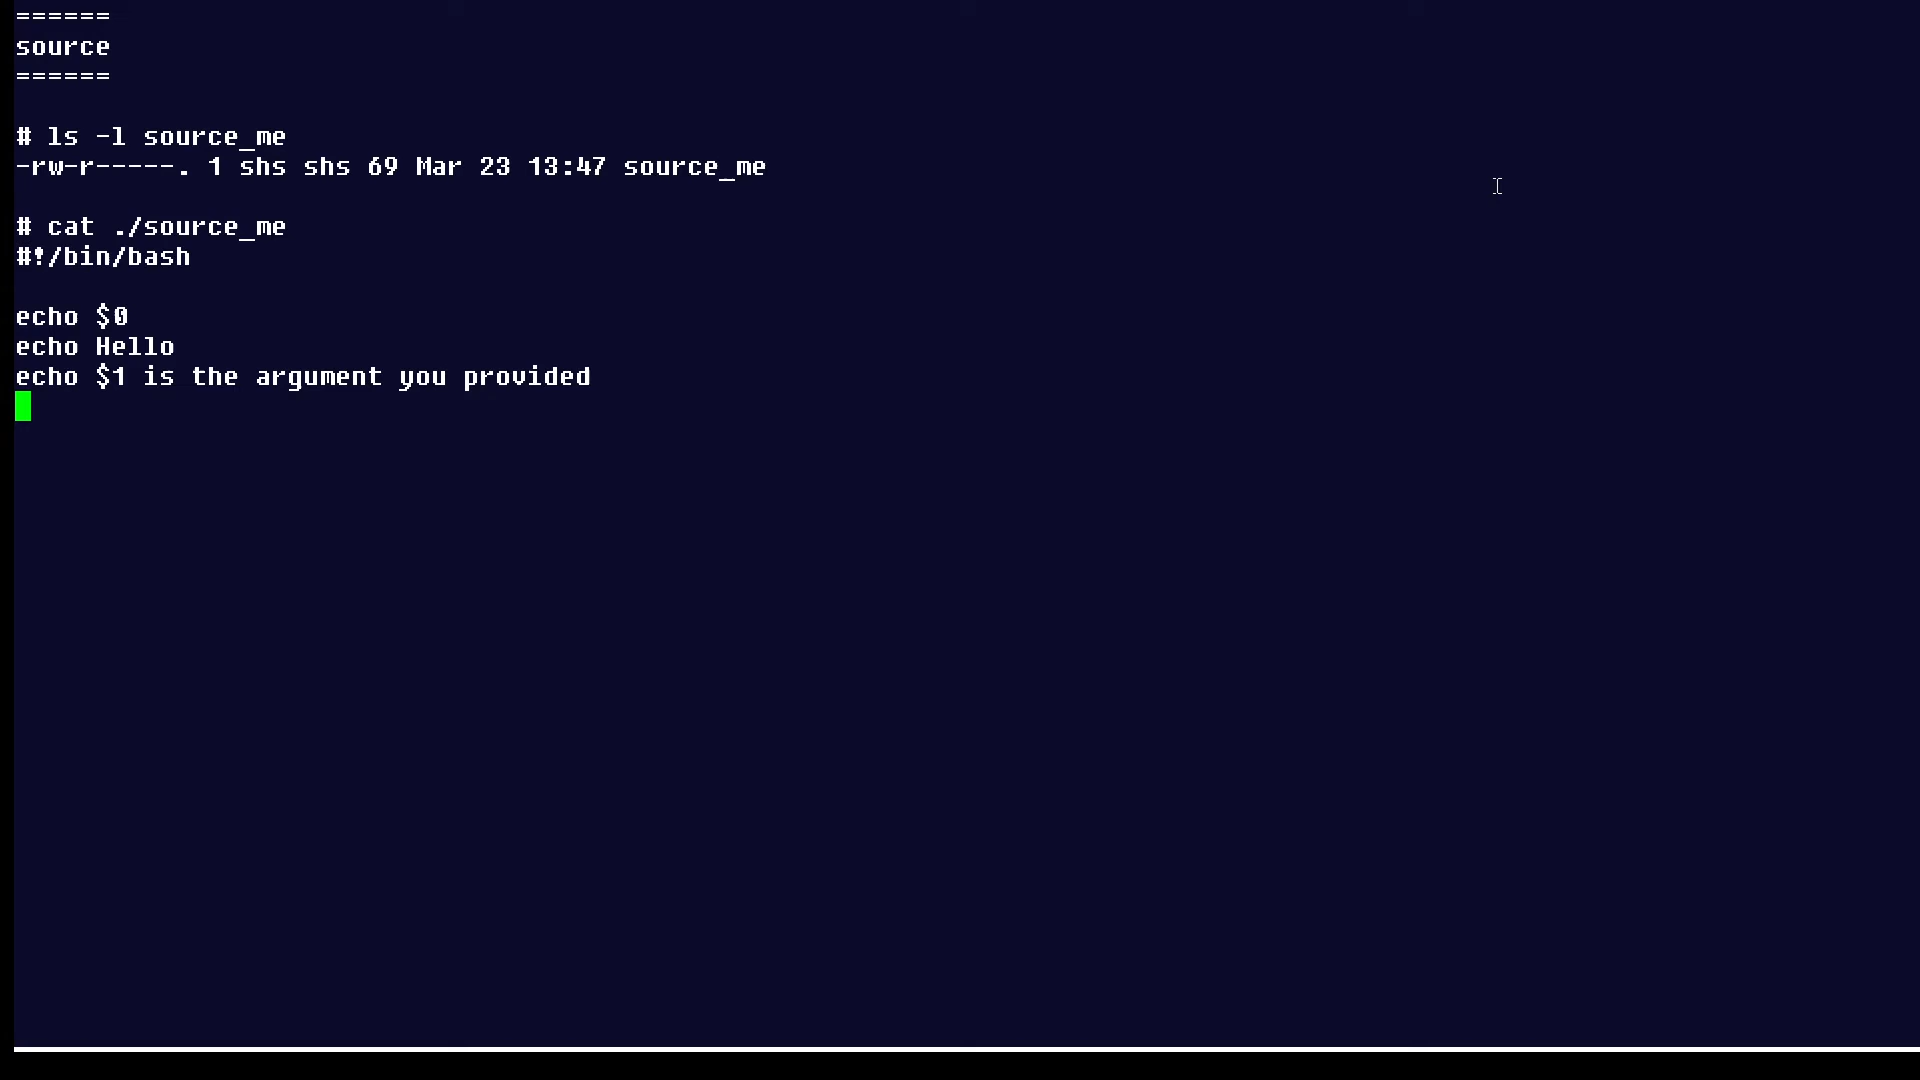 ======
source
======
# ls -l source_me
-rw-r-----. 1 shs shs 69 Mar 23 13:47 source_me
# cat ./source_me
#!/bin/bash
echo $0
echo Hello
echo $1 is the argument you provided